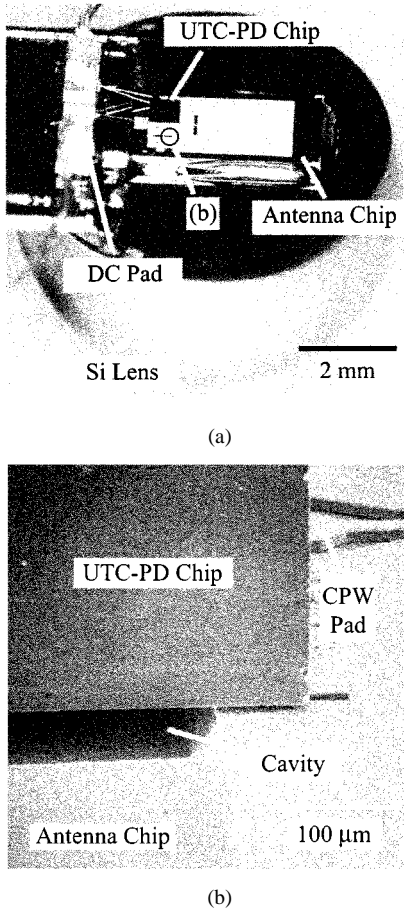 UTC-PD Chip
(b)
Antenna Chip
DC Pad
Si Lens
2 mm
(a)
UTC-PD Chip
CPW
Pad
Cavity
Antenna Chip
100 μm
(b)